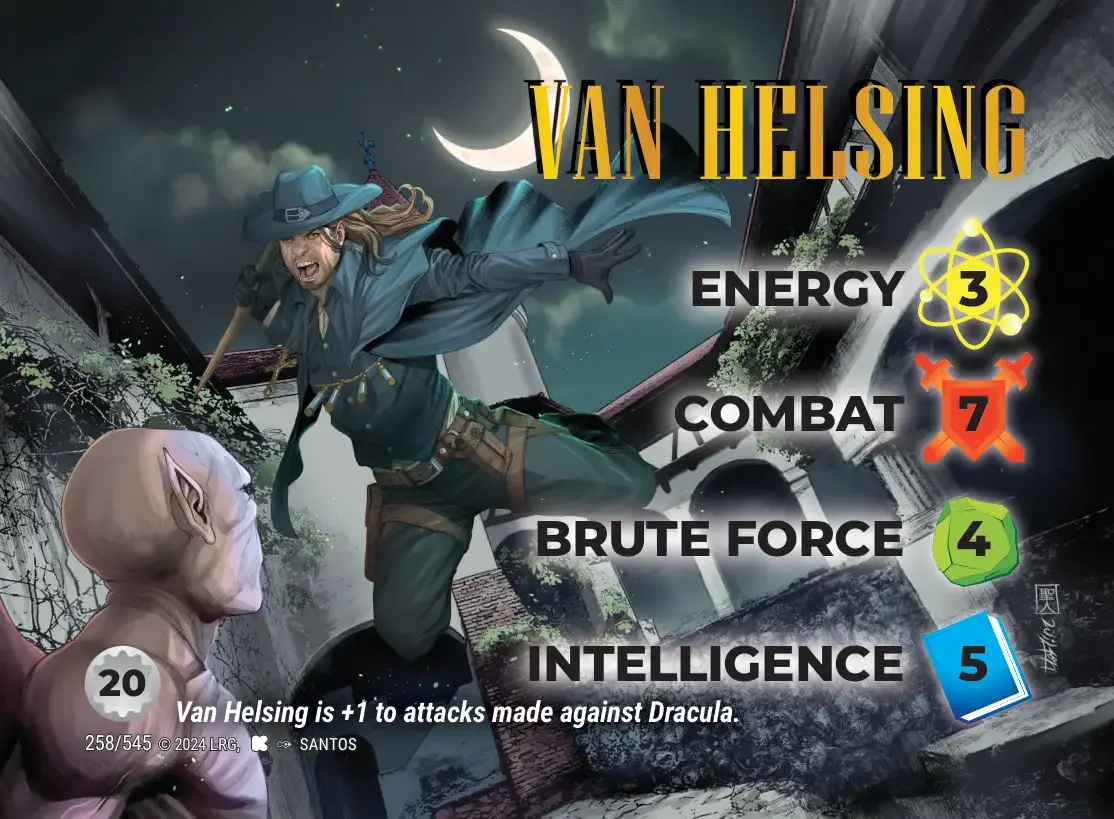 VAN HELSING
ENERGY 3
COMBAT 7
BRUTE FORCE 4
INTELLIGENCE 5
20
Van Helsing is +1 to attacks made against Dracula.
258/545 © 2024 LRG, SANTOS